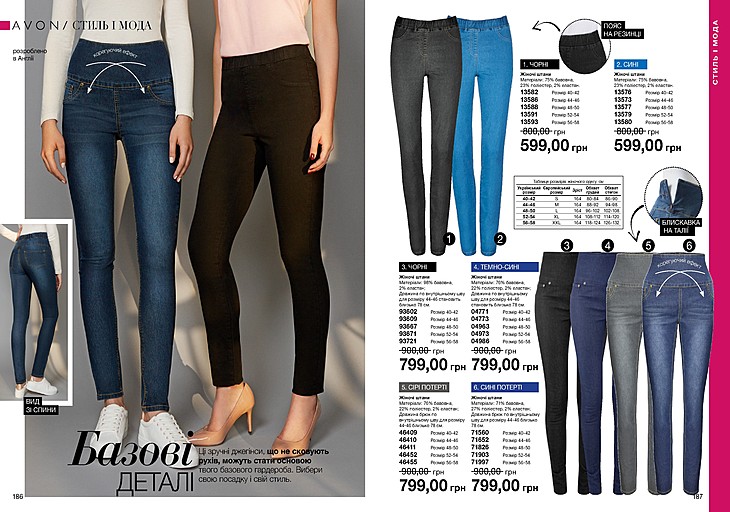 AVON / СТИЛЬ І МОДА
розроблено
в Англії
корегуючий ефект
ВИД
ЗІ СПИНИ
Базові
ДЕТАЛІ
Ці зручні джегінси, що не сковують
рухів, можуть стати основою
твого базового гардероба. Вибери
свою посадку і свій стиль.
186
СТИЛЬ І МОДА
ПОЯС
НА РЕЗИНЦІ
1
2
1. ЧОРНІ
Жіночі штани
Матеріали: 75% бавовна,
23% поліестер, 2% еластан.
13582 Розмір 40-42
13586 Розмір 44-46
13588 Розмір 48-50
13591 Розмір 52-54
13593 Розмір 56-58
800,00 грн
599,00 грн
2. СИНІ
Жіночі штани
Матеріали: 75% бавовна,
23% поліестер, 2% еластан.
13576 Розмір 40-42
13573 Розмір 44-46
13577 Розмір 48-50
13579 Розмір 52-54
13580 Розмір 56-58
800,00 грн
599,00 грн
Таблиця розмірів жіночого одягу, см
Український розмір Європейський розмір Зріст Обхват грудей Обхват стегон
40-42 S 164 80-84 86-90
44-46 M 164 88-92 94-98
48-50 L 164 96-102 102-108
52-54 XL 164 108-112 114-120
56-58 XXL 164 118-124 126-132
БЛИСКАВКА
НА ТАЛІЇ
3
4
5
6
корегуючий ефект
3. ЧОРНІ
Жіночі штани
Матеріали: 98% бавовна,
2% еластан.
Довжина по внутрішньому
шву для розміру 44-46 становить
близько 78 см.
93602 Розмір 40-42
93609 Розмір 44-46
93667 Розмір 48-50
93671 Розмір 52-54
93721 Розмір 56-58
900,00 грн
799,00 грн
4. ТЕМНО-СИНІ
Жіночі штани
Матеріали: 76% бавовна,
22% поліестер, 2% еластан.
Довжина по внутрішньому
шву для розміру 44-46 становить
близько 78 см.
04771 Розмір 40-42
04773 Розмір 44-46
04963 Розмір 48-50
04973 Розмір 52-54
04986 Розмір 56-58
900,00 грн
799,00 грн
5. СІРІ ПОТЕРТІ
Жіночі штани
Матеріали: 76% бавовна,
22% поліестер, 2% еластан.
Довжина брюк по
внутрішньому шву для розміру
44-46 близько 78 см.
46409 Розмір 40-42
46410 Розмір 44-46
46411 Розмір 48-50
46452 Розмір 52-54
46455 Розмір 56-58
900,00 грн
799,00 грн
6. СИНІ ПОТЕРТІ
Жіночі штани
Матеріали: 71% бавовна,
27% поліестер, 2% еластан.
Довжина брюк по
внутрішньому шву для розміру
44-46 близько 78 см.
71560 Розмір 40-42
71652 Розмір 44-46
71826 Розмір 48-50
71903 Розмір 52-54
71997 Розмір 56-58
900,00 грн
799,00 грн
187